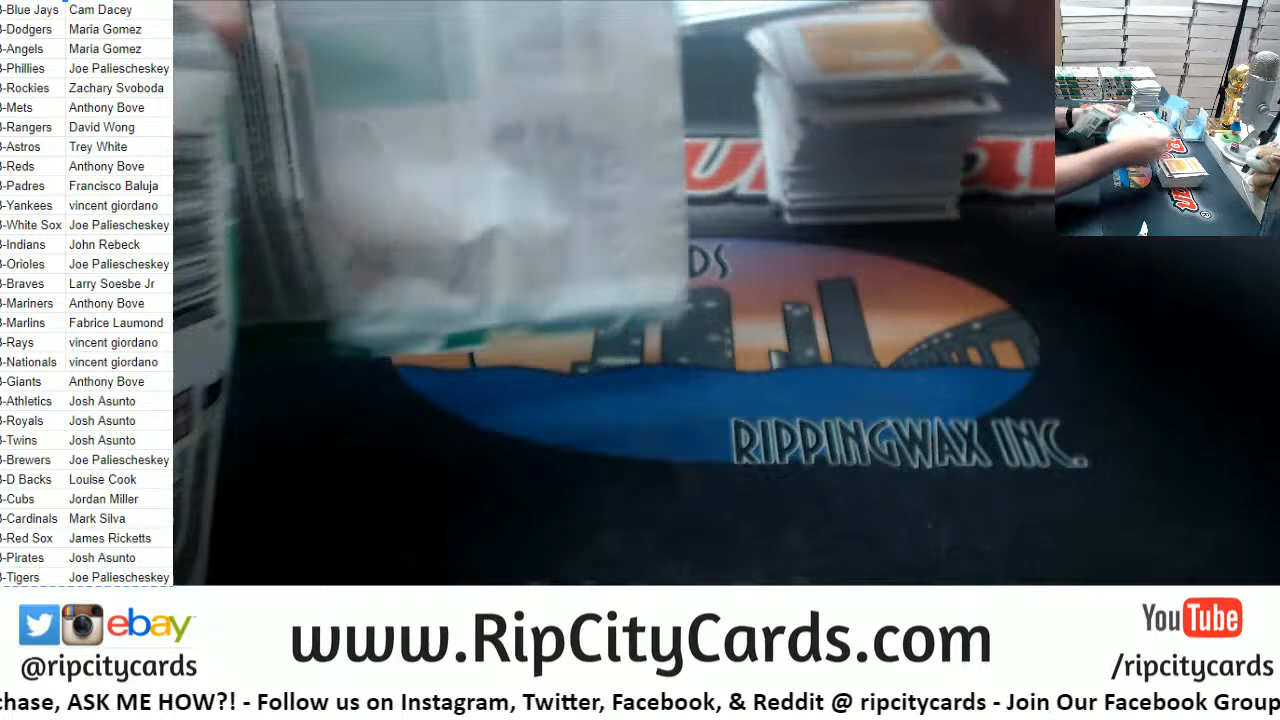 B-Blue Jays Cam Dacey
B-Dodgers Maria Gomez
B-Angels Maria Gomez
B-Phillies Joe Paliescheskey
B-Rockies Zachary Svoboda
B-Mets Anthony Bove
B-Rangers David Wong
B-Astros Trey White
B-Reds Anthony Bove
B-Padres Francisco Baluja
B-Yankees vincent giordano
B-White Sox Joe Paliescheskey
B-Indians John Rebeck
B-Orioles Joe Paliescheskey
B-Braves Larry Soesbe Jr
B-Mariners Anthony Bove
B-Marlins Fabrice Laumond
B-Rays vincent giordano
B-Nationals vincent giordano
B-Giants Anthony Bove
B-Athletics Josh Asunto
B-Royals Josh Asunto
B-Twins Josh Asunto
B-Brewers Joe Paliescheskey
B-D Backs Louise Cook
B-Cubs Jordan Miller
B-Cardinals Mark Silva
B-Red Sox James Ricketts
B-Pirates Josh Asunto
B-Tigers Joe Paliescheskey
DS
RIPPINGWAX INC.
ebay
@ripcitycards
www.RipCityCards.com
YouTube
/ripcitycards
chase, ASK ME HOW?! - Follow us on Instagram, Twitter, Facebook, & Reddit @ ripcitycards - Join Our Facebook Group